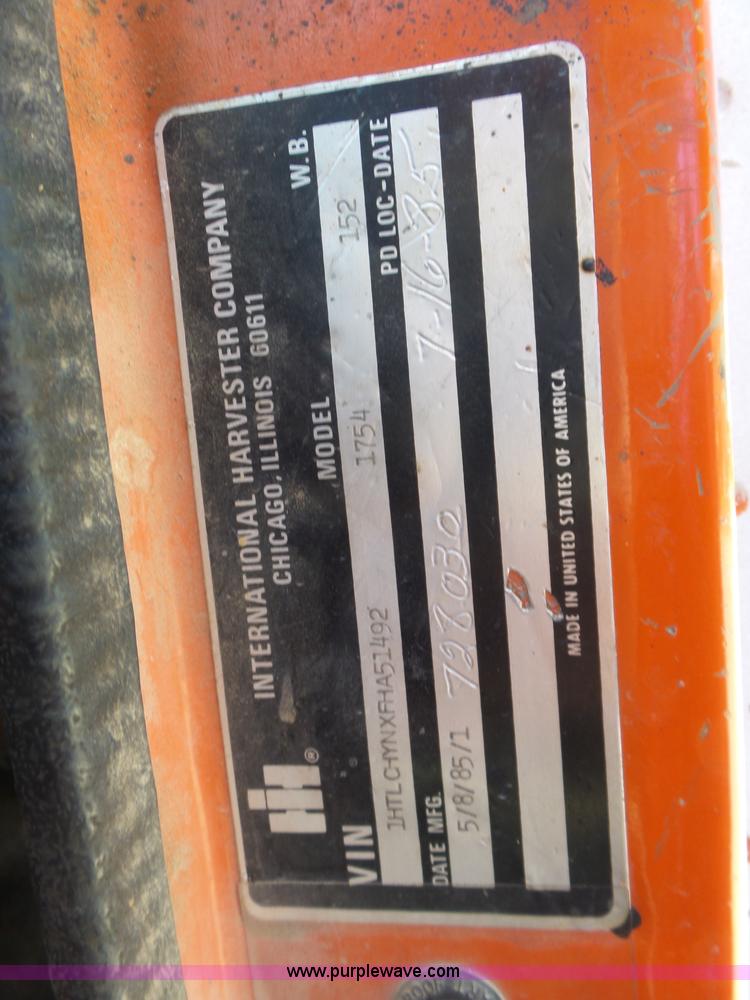 INTERNATIONAL HARVESTER COMPANY
CHICAGO, ILLINOIS 60611
IH ®
VIN MODEL W.B.
1HTLCHYNXFHA51492 1754 152
DATE MFG. PD LOC-DATE
5/8/85/1 728030 7-16-85
MADE IN UNITED STATES OF AMERICA
www.purplewave.com